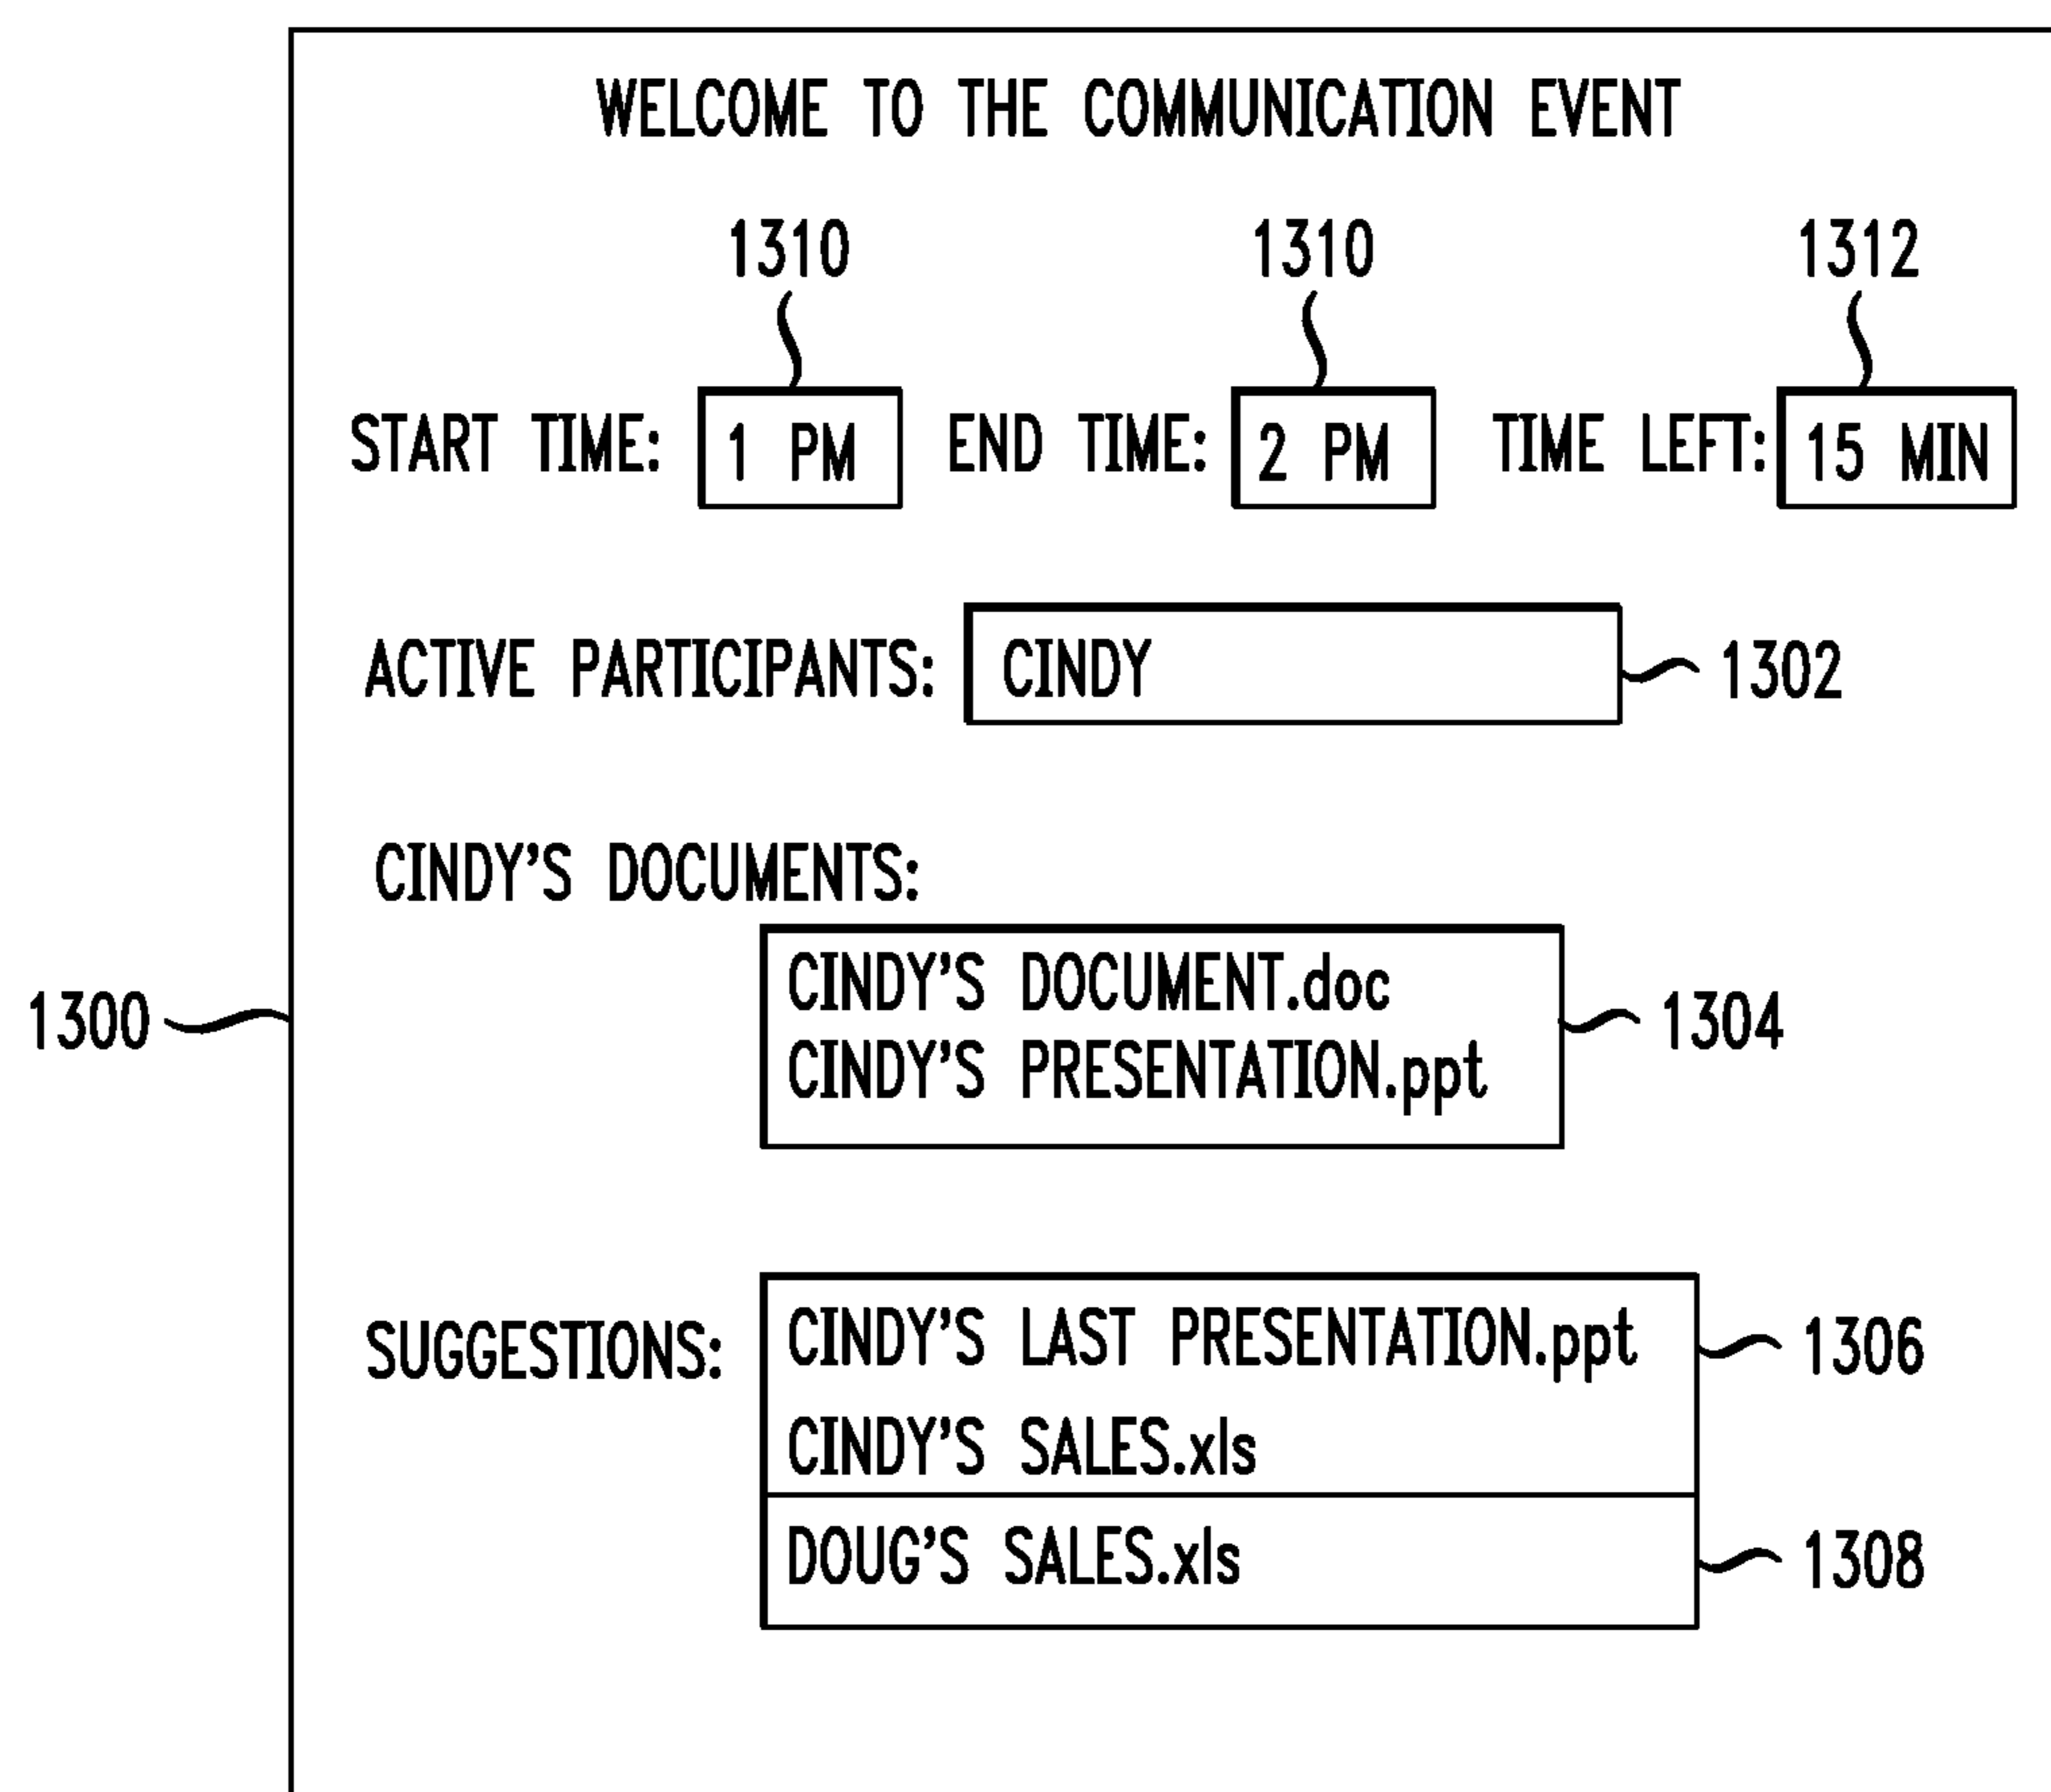 WELCOME TO THE COMMUNICATION EVENT
1310 1310 1312
START TIME: 1 PM END TIME: 2 PM TIME LEFT: 15 MIN
ACTIVE PARTICIPANTS: CINDY 1302
CINDY'S DOCUMENTS:
CINDY'S DOCUMENT.doc
1300 1304
CINDY'S PRESENTATION.ppt
SUGGESTIONS: CINDY'S LAST PRESENTATION.ppt 1306
CINDY'S SALES.xls
DOUG'S SALES.xls 1308